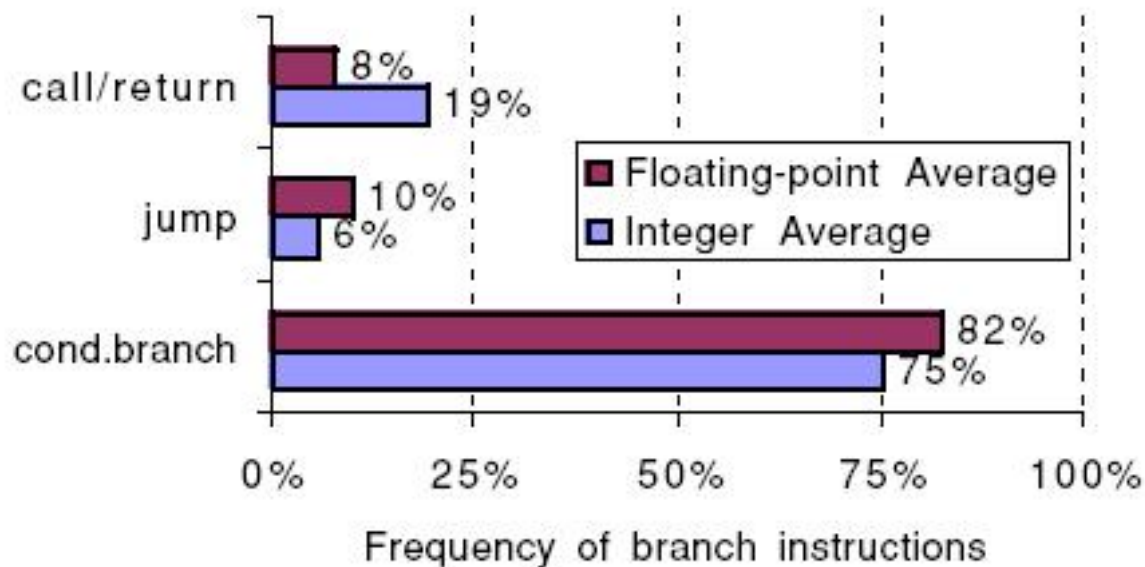 call/return
8%
19%
Floating-point Average
Integer Average
jump
10%
6%
cond.branch
82%
75%
0% 25% 50% 75% 100%
Frequency of branch instructions